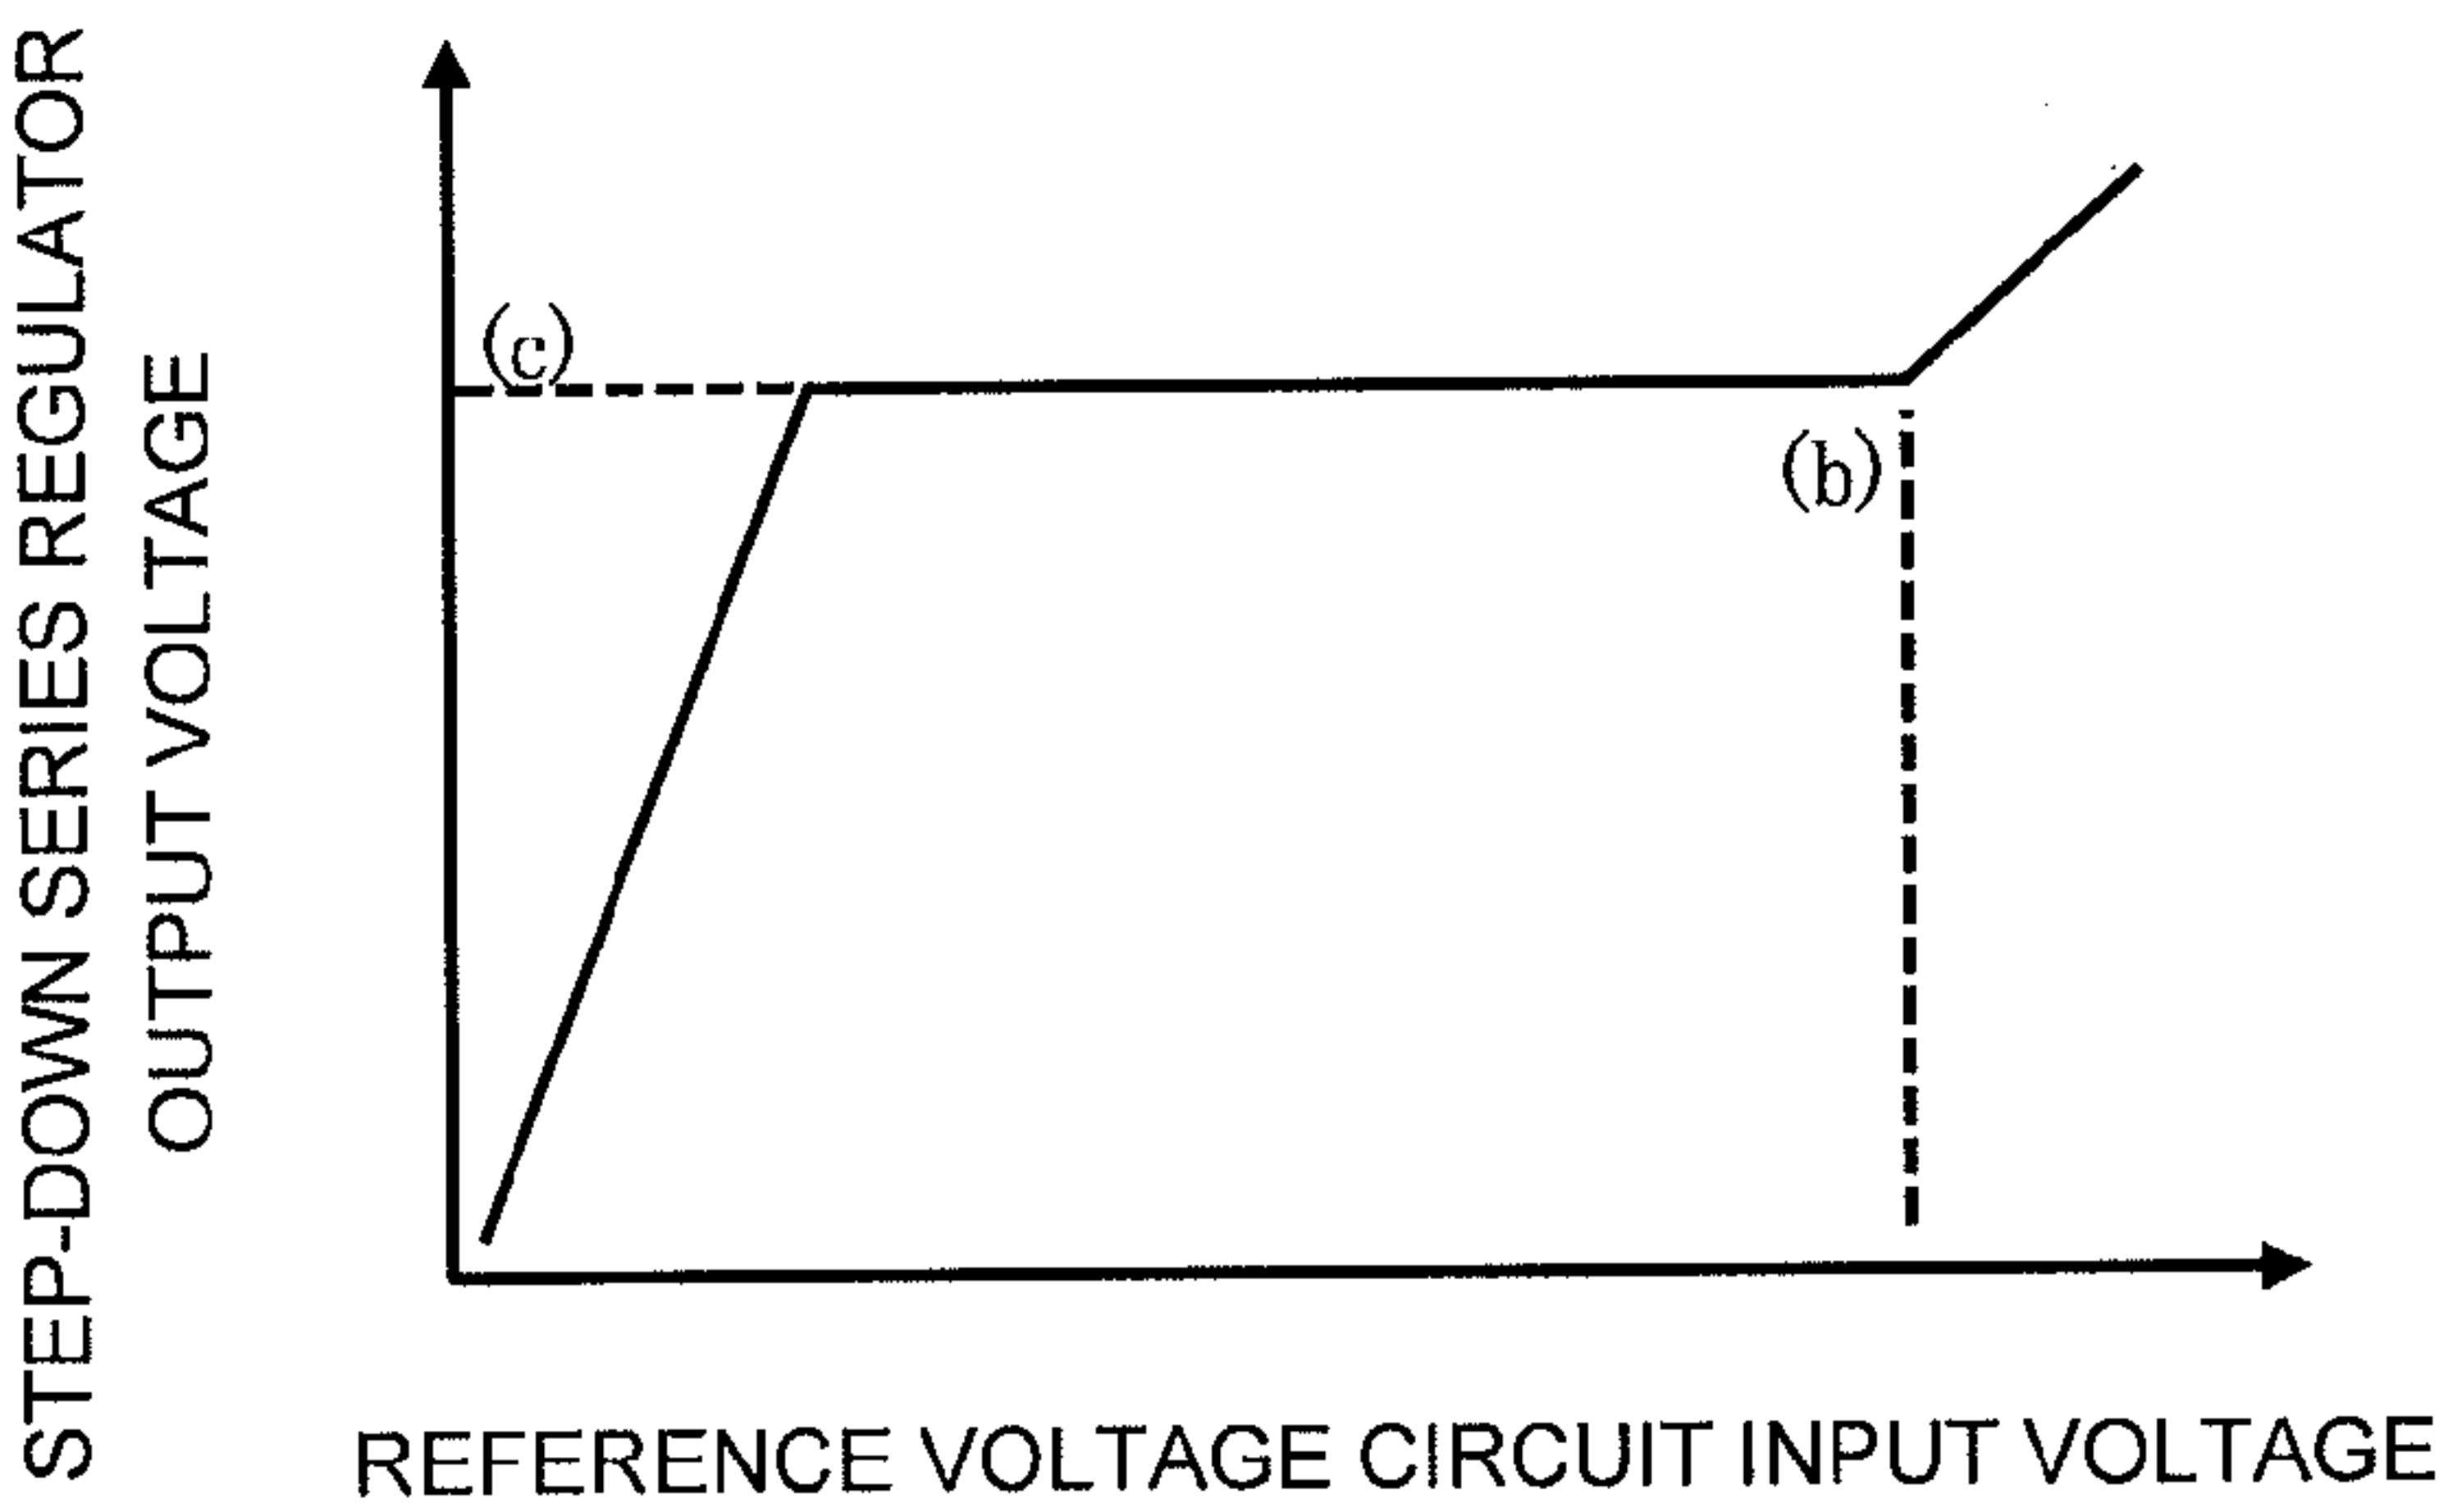 STEP-DOWN SERIES REGULATOR
OUTPUT VOLTAGE
(c)
(b)
REFERENCE VOLTAGE CIRCUIT INPUT VOLTAGE